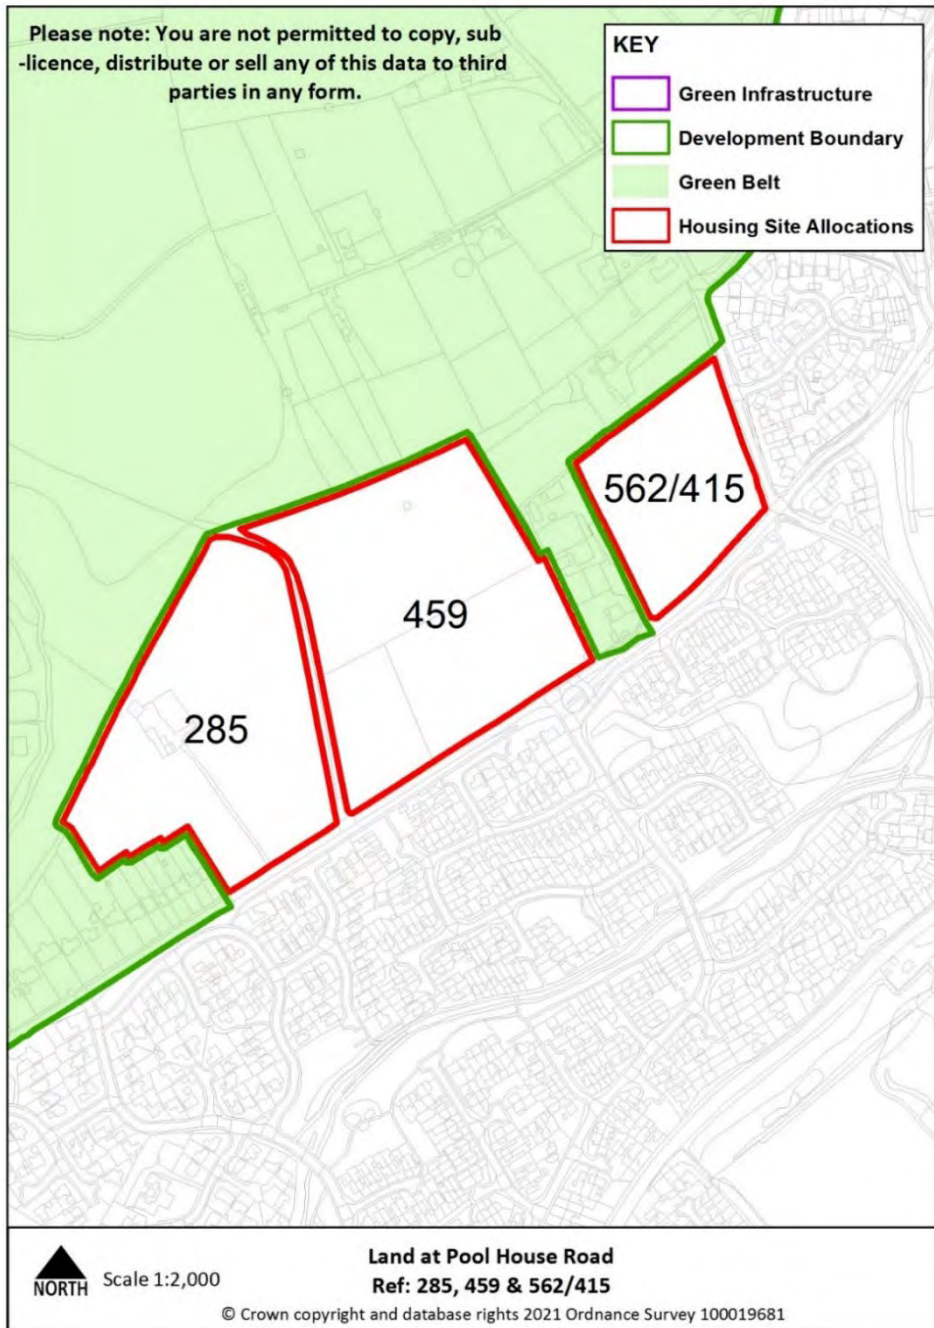 Please note: You are not permitted to copy, sub
-licence, distribute or sell any of this data to third
parties in any form.
KEY
Green Infrastructure
Development Boundary
Green Belt
Housing Site Allocations
562/415
459
285
NORTH
Scale 1:2,000
Land at Pool House Road
Ref: 285, 459 & 562/415
© Crown copyright and database rights 2021 Ordnance Survey 100019681